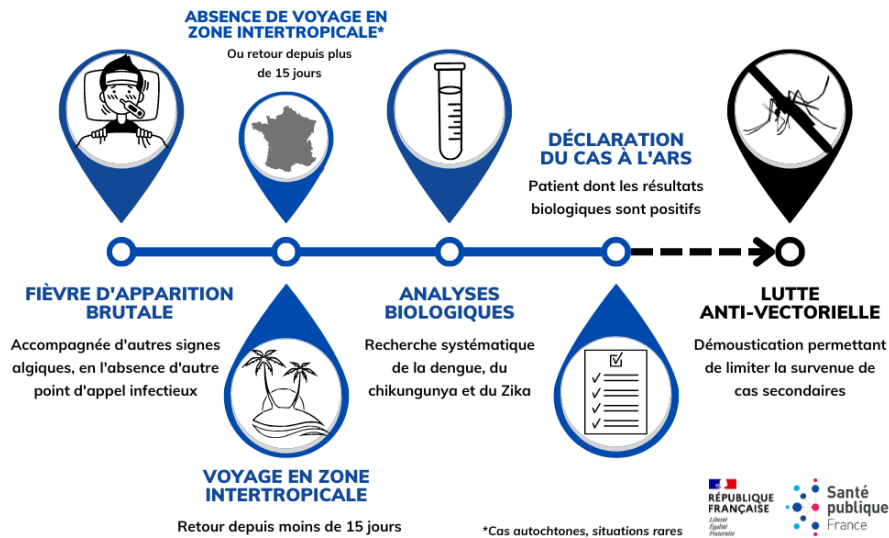 ABSENCE DE VOYAGE EN
ZONE INTERTROPICALE*
Ou retour depuis plus
de 15 jours
DÉCLARATION
DU CAS À L'ARS
Patient dont les résultats
biologiques sont positifs
FIÈVRE D'APPARITION
BRUTALE
Accompagnée d'autres signes
algiques, en l'absence d'autre
point d'appel infectieux
ANALYSES
BIOLOGIQUES
Recherche systématique
de la dengue, du
chikungunya et du Zika
LUTTE
ANTI-VECTORIELLE
Démoustication permettant
de limiter la survenue de
cas secondaires
VOYAGE EN ZONE
INTERTROPICALE
Retour depuis moins de 15 jours
*Cas autochtones, situations rares
RÉPUBLIQUE
FRANÇAISE
Liberté
Égalité
Fraternité
Santé
publique
France